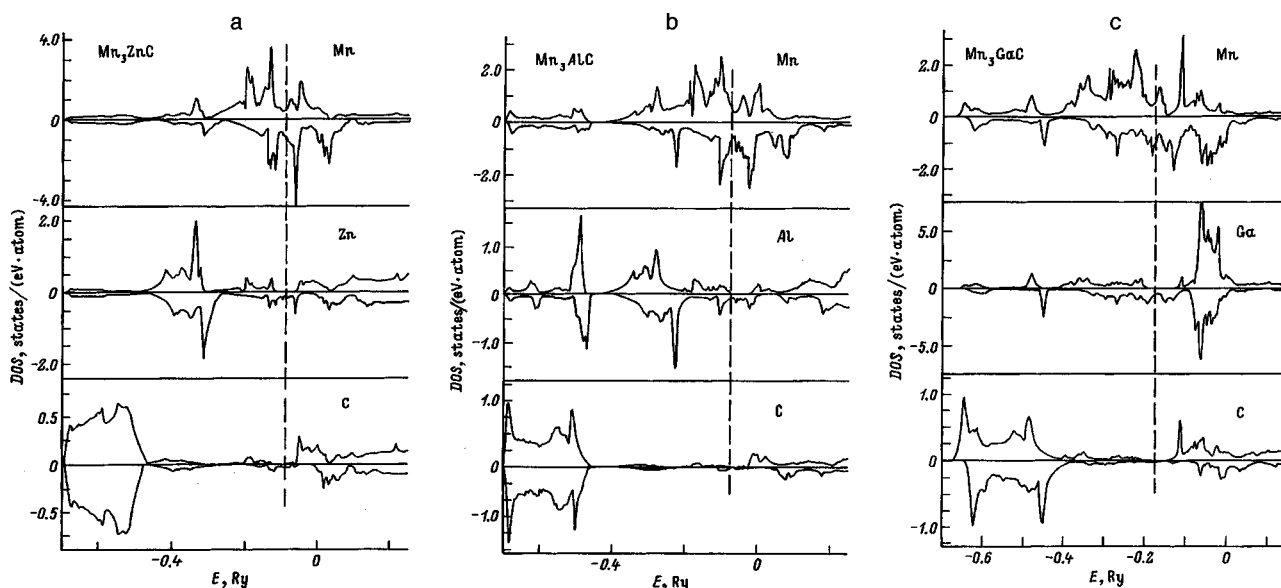 a
Mn₃ZnC
Mn
4.0
2.0
0
-2.0
-4.0
Zn
2.0
0
-2.0
C
0.5
0
-0.5
DOS, states/(eV·atom)
-0.4
0
E, Ry
b
Mn₃AlC
Mn
2.0
0
-2.0
Al
1.0
0
-1.0
C
1.0
0
-1.0
DOS, states/(eV·atom)
-0.4
0
E, Ry
c
Mn₃GaC
Mn
2.0
0
-2.0
Ga
5.0
0
-5.0
C
1.0
0
-1.0
DOS, states/(eV·atom)
-0.6
-0.4
-0.2
0
E, Ry